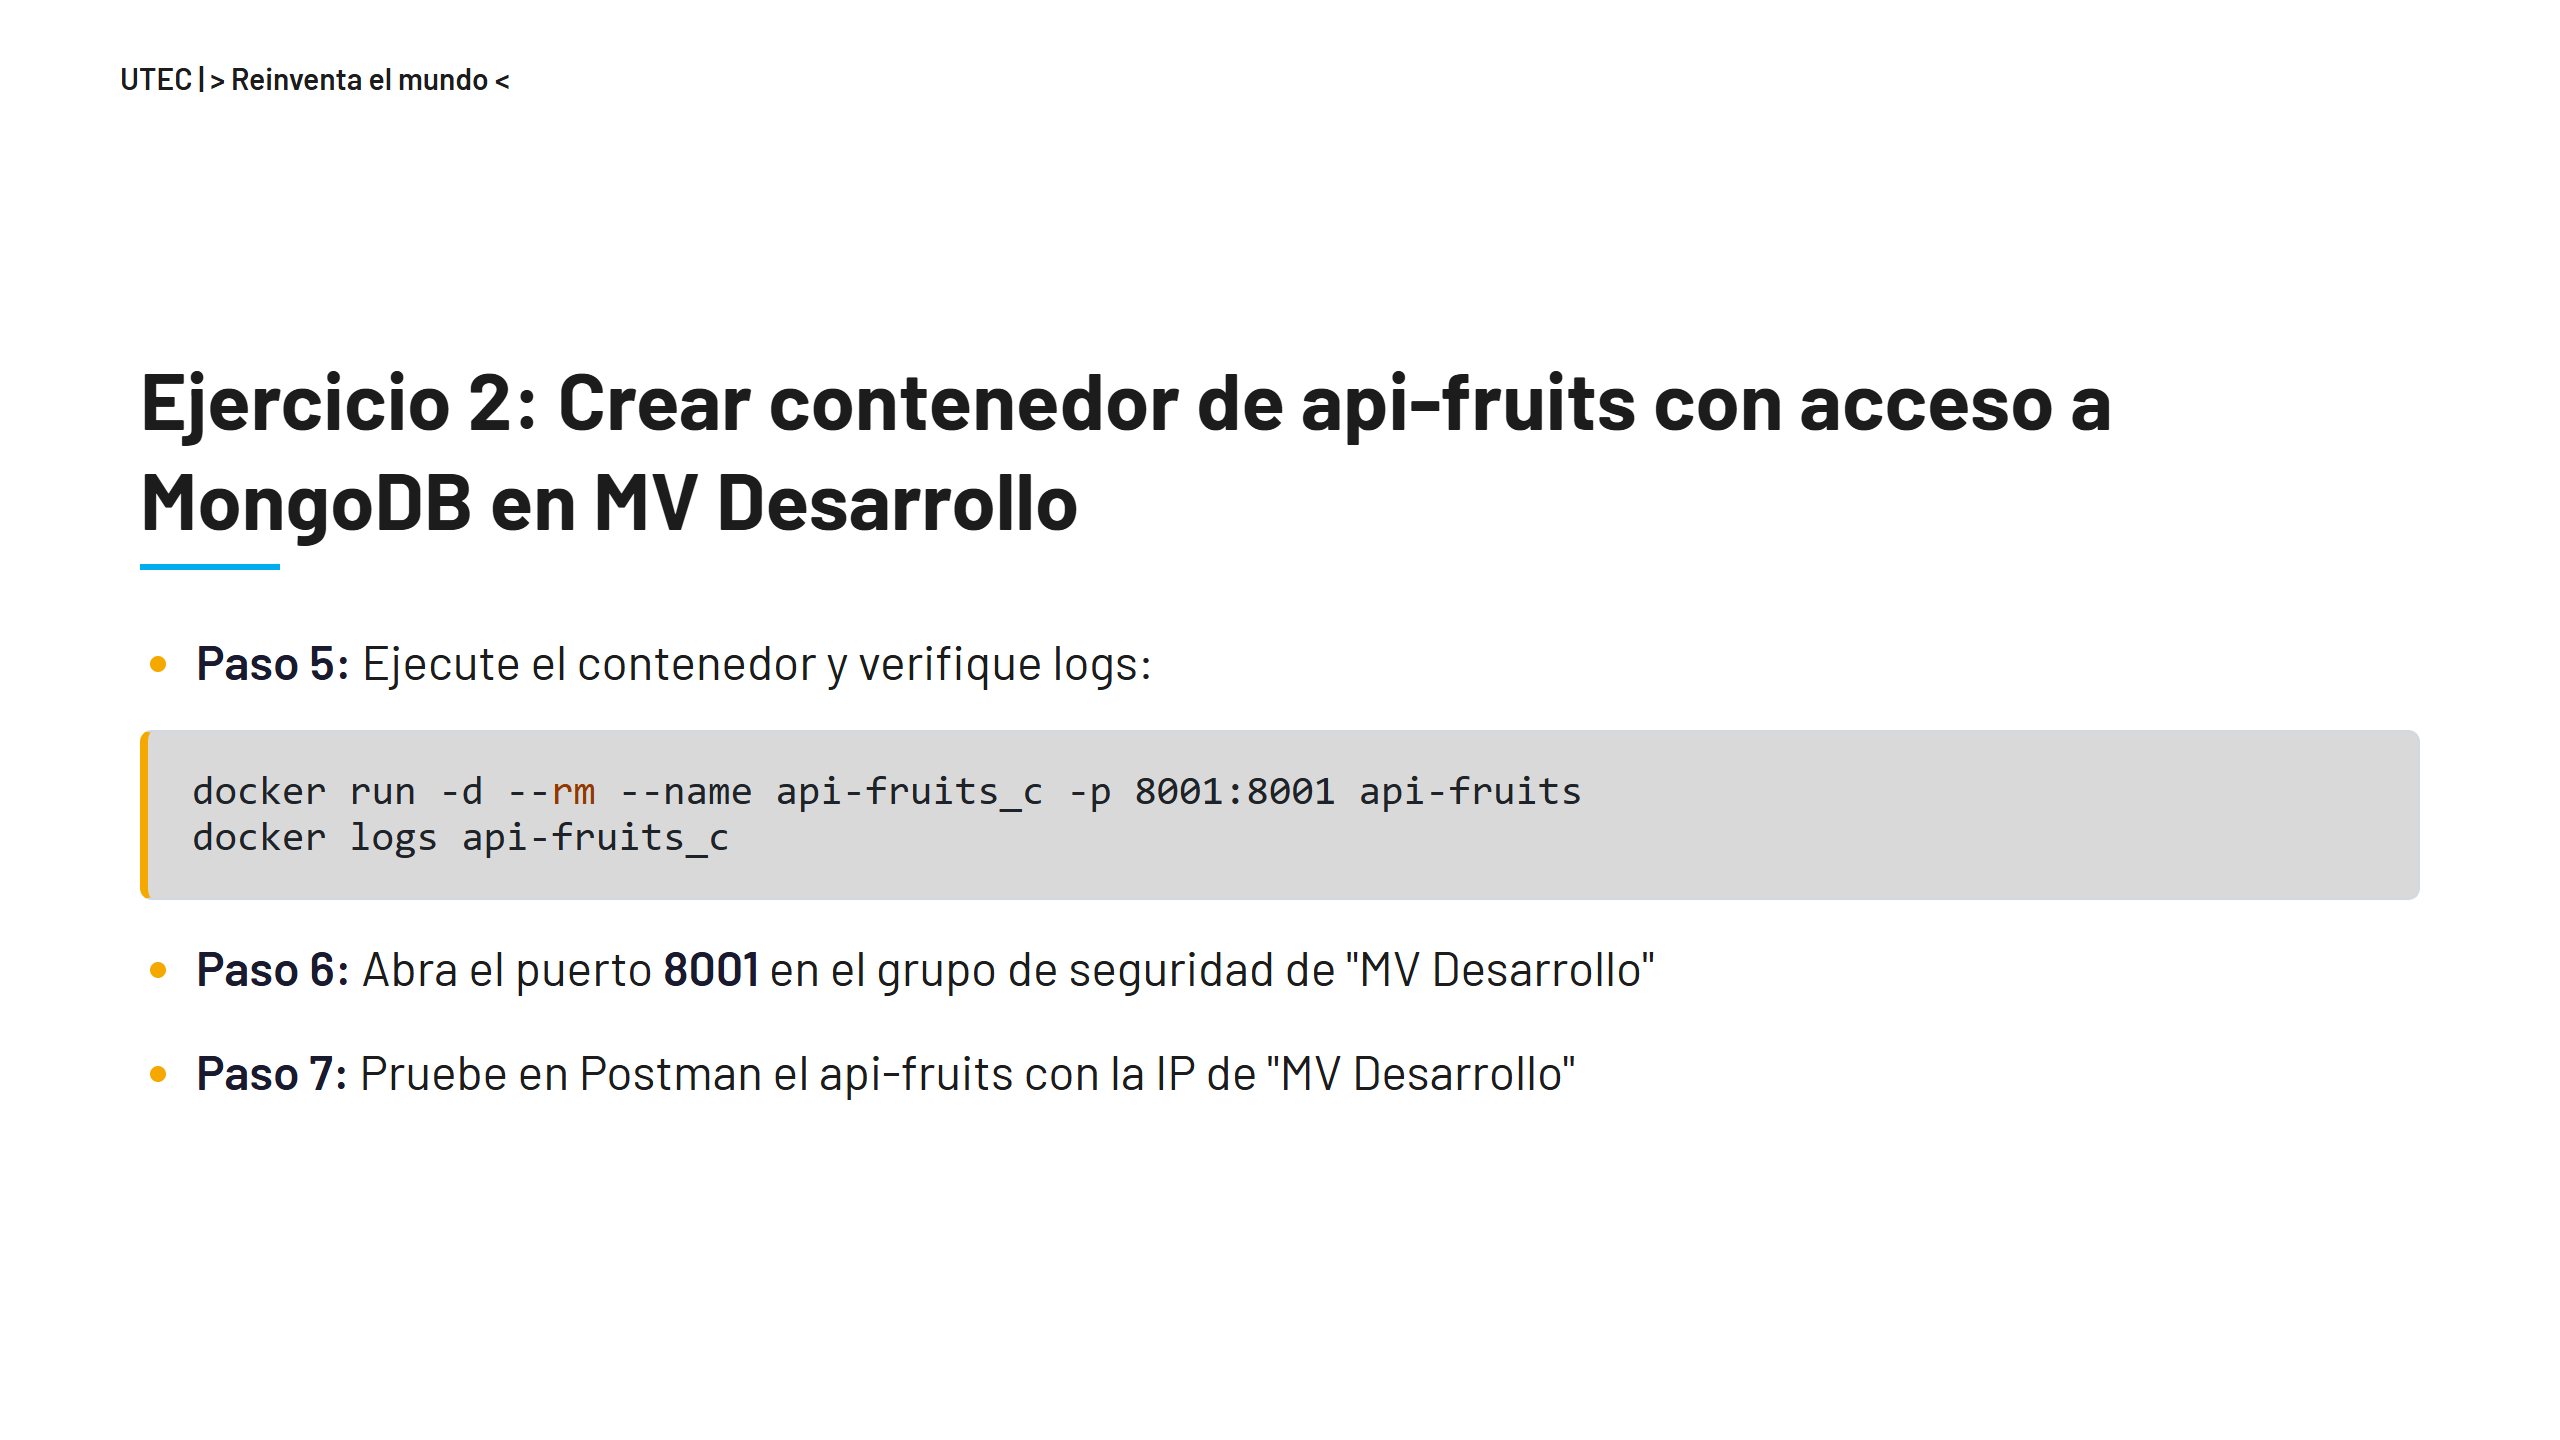 UTEC | > Reinventa el mundo <
Ejercicio 2: Crear contenedor de api-fruits con acceso a
MongoDB en MV Desarrollo
• Paso 5: Ejecute el contenedor y verifique logs:
docker run -d --rm --name api-fruits_c -p 8001:8001 api-fruits
docker logs api-fruits_c
• Paso 6: Abra el puerto 8001 en el grupo de seguridad de "MV Desarrollo"
• Paso 7: Pruebe en Postman el api-fruits con la IP de "MV Desarrollo"